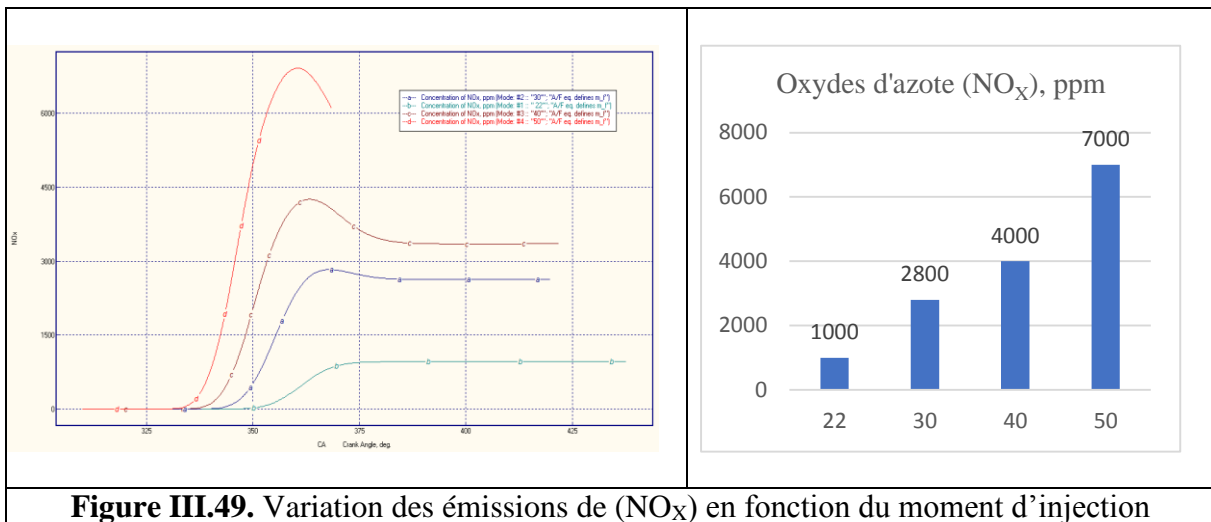 6000
4500
3000
1500
0
NOx
325
350
375
400
425
CA Crank Angle, deg.
a Concentration of NOx, ppm (Mode: #2 :: "30°"; "A/F eq. defines m_f")
b Concentration of NOx, ppm (Mode: #1 :: " 22°"; "A/F eq. defines m_f")
c Concentration of NOx, ppm (Mode: #3 :: "40°"; "A/F eq. defines m_f")
d Concentration of NOx, ppm (Mode: #4 :: "50°"; "A/F eq. defines m_f")
d
d
d
d
d
d
c
c
c
c
c
c
c
c
c
a
a
a
a
a
a
a
b
b
b
b
b
Oxydes d'azote (NOX), ppm
8000
6000
4000
2000
0
1000
2800
4000
7000
22
30
40
50
Figure III.49. Variation des émissions de (NOX) en fonction du moment d'injection